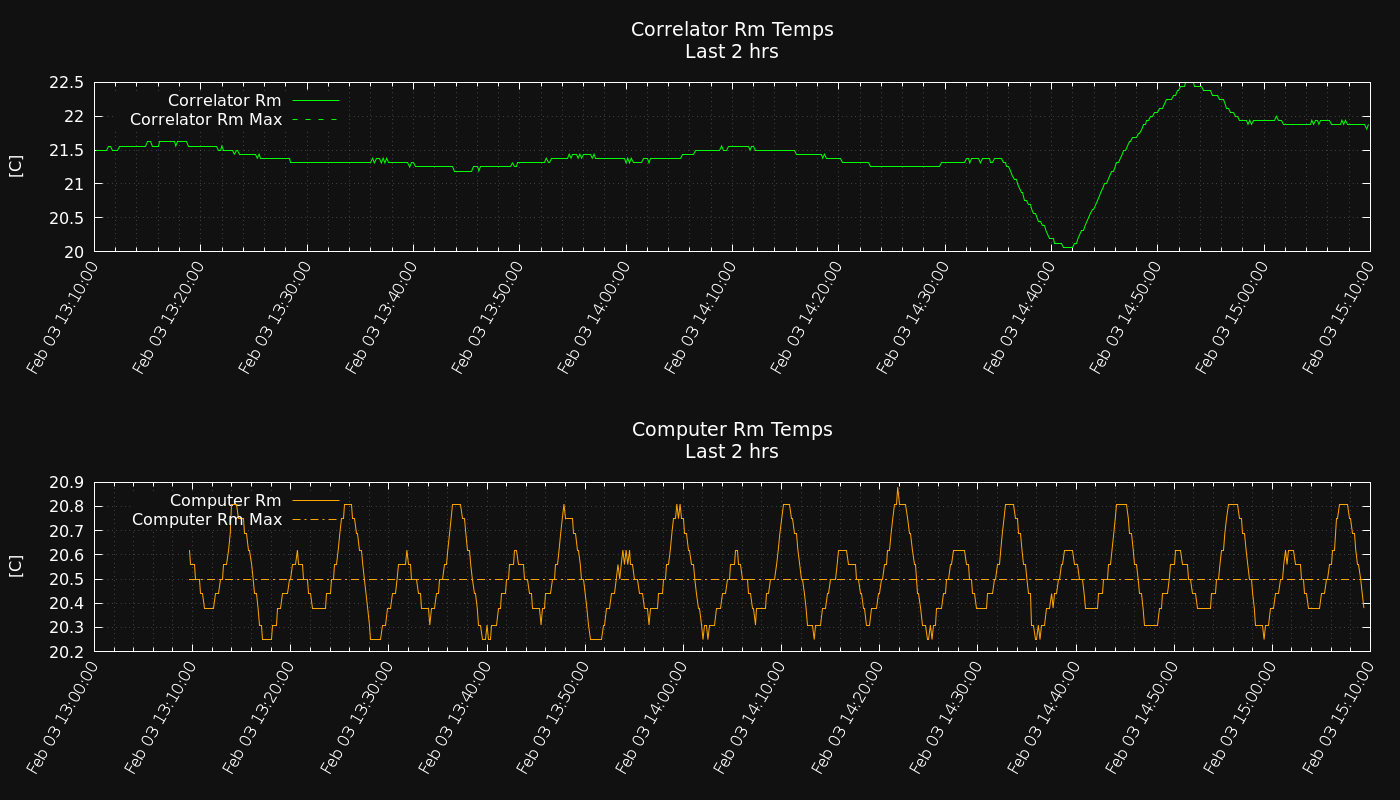 Correlator Rm Temps
Last 2 hrs
22.5
22
21.5
21
20.5
20
[C]
Correlator Rm
Correlator Rm Max
Feb 03 13:10:00
Feb 03 13:20:00
Feb 03 13:30:00
Feb 03 13:40:00
Feb 03 13:50:00
Feb 03 14:00:00
Feb 03 14:10:00
Feb 03 14:20:00
Feb 03 14:30:00
Feb 03 14:40:00
Feb 03 14:50:00
Feb 03 15:00:00
Feb 03 15:10:00
Computer Rm Temps
Last 2 hrs
20.9
20.8
20.7
20.6
20.5
20.4
20.3
20.2
[C]
Computer Rm
Computer Rm Max
Feb 03 13:00:00
Feb 03 13:10:00
Feb 03 13:20:00
Feb 03 13:30:00
Feb 03 13:40:00
Feb 03 13:50:00
Feb 03 14:00:00
Feb 03 14:10:00
Feb 03 14:20:00
Feb 03 14:30:00
Feb 03 14:40:00
Feb 03 14:50:00
Feb 03 15:00:00
Feb 03 15:10:00